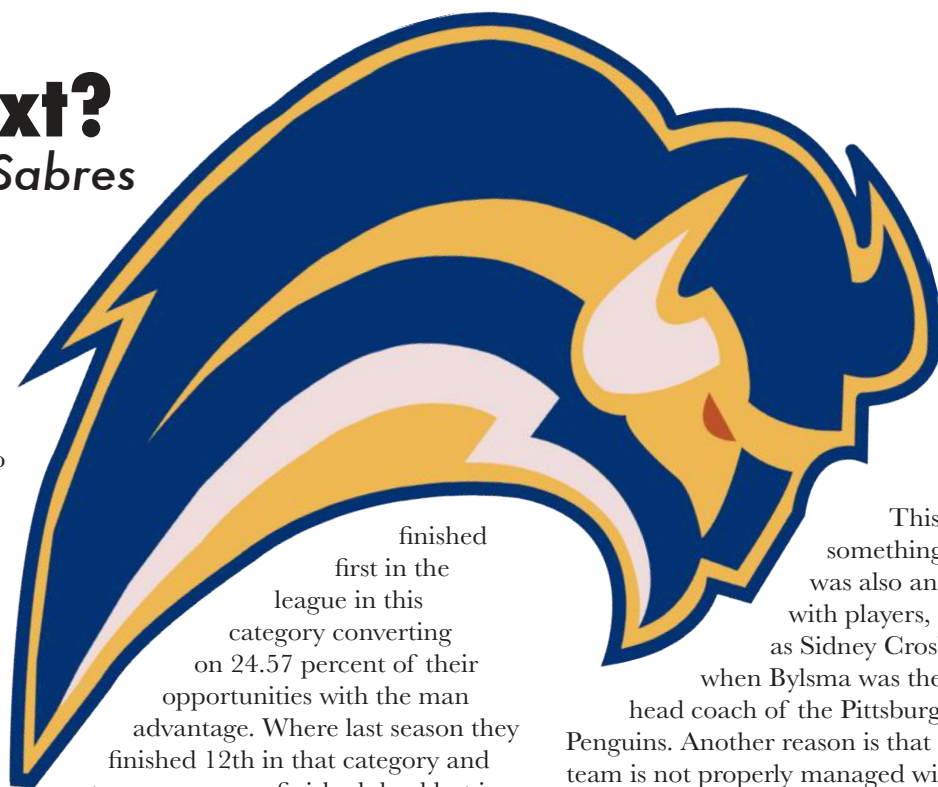 xt?
Sabres
finished
first in the
league in this
category converting
on 24.57 percent of their
opportunities with the man
advantage. Where last season they
finished 12th in that category and
This
something
was also an
with players,
as Sidney Cros
when Bylsma was the
head coach of the Pittsburg
Penguins. Another reason is that
team is not properly managed wi